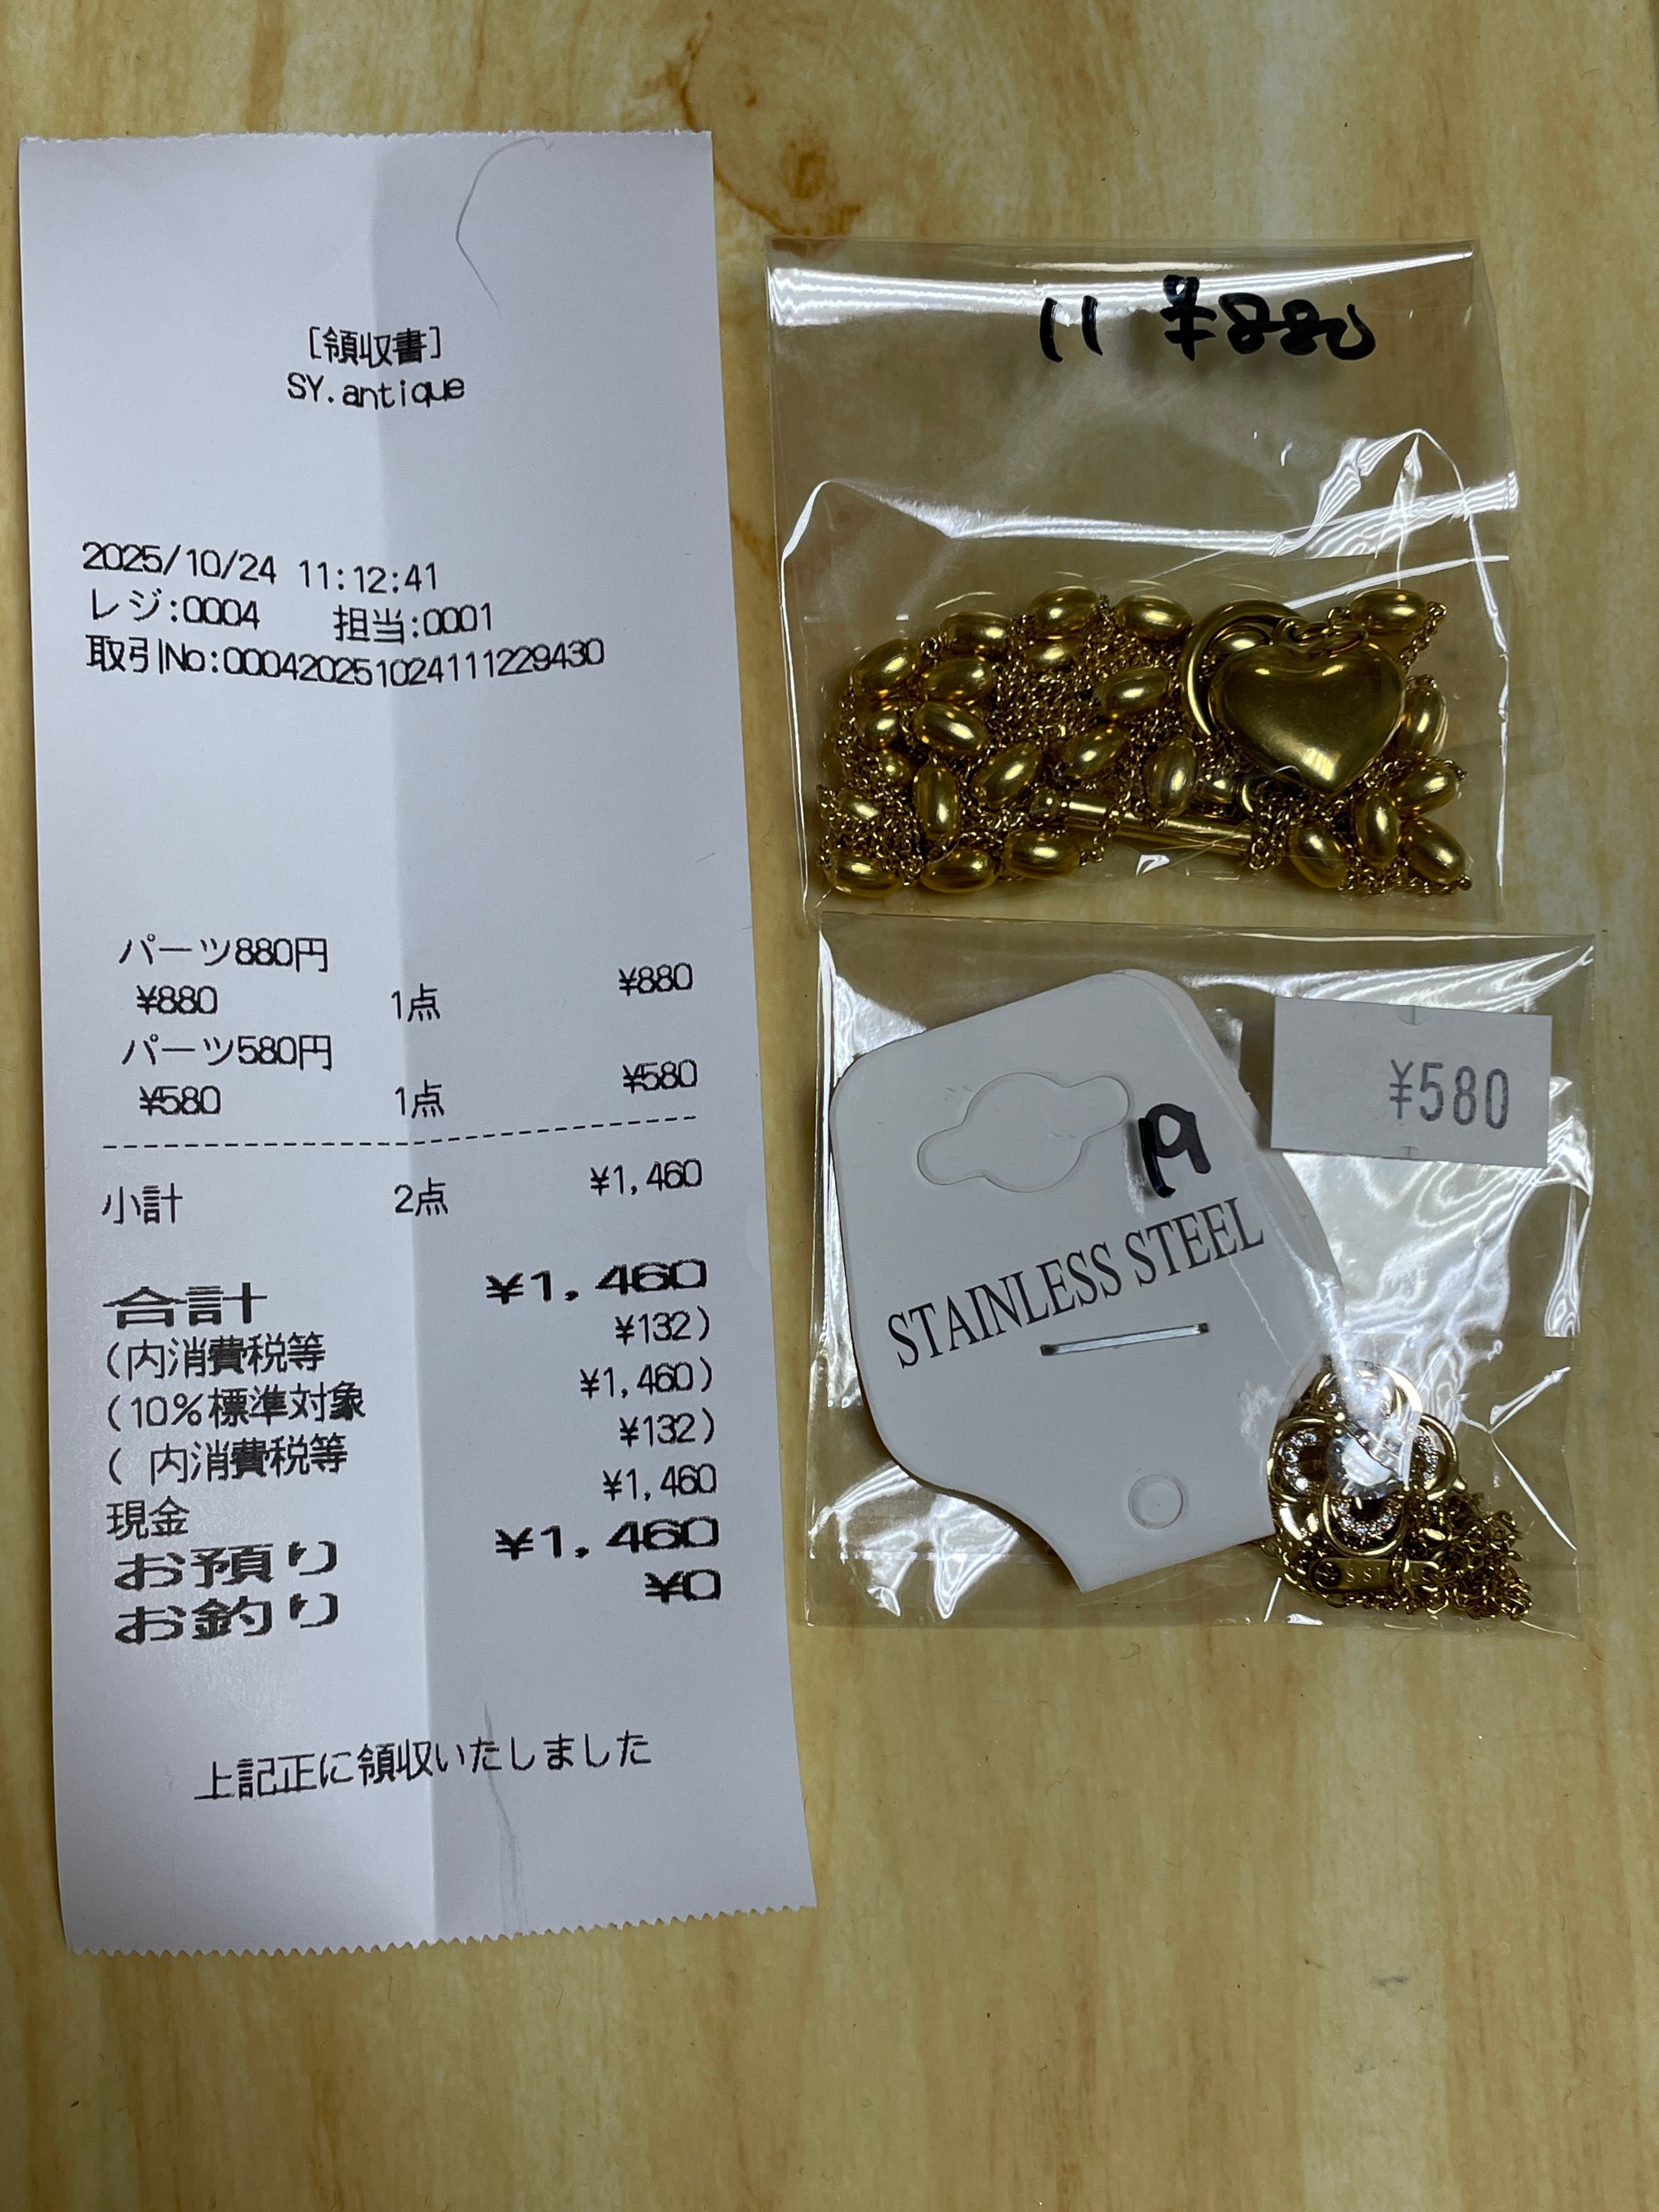 [領収書]
SY.antique
2025/10/24 11:12:41
レジ:0004 担当:0001
取引No:00042025102411122​9430
パーツ880円
¥880 1点 ¥880
パーツ580円
¥580 1点 ¥580
小計 2点 ¥1,460
合計 ¥1,460
(内消費税等 ¥132)
(10%標準対象 ¥1,460)
( 内消費税等 ¥132)
現金 ¥1,460
お預り ¥1,460
お釣り ¥0
上記正に領収いたしました
11 ¥880
¥580
19
STAINLESS STEEL